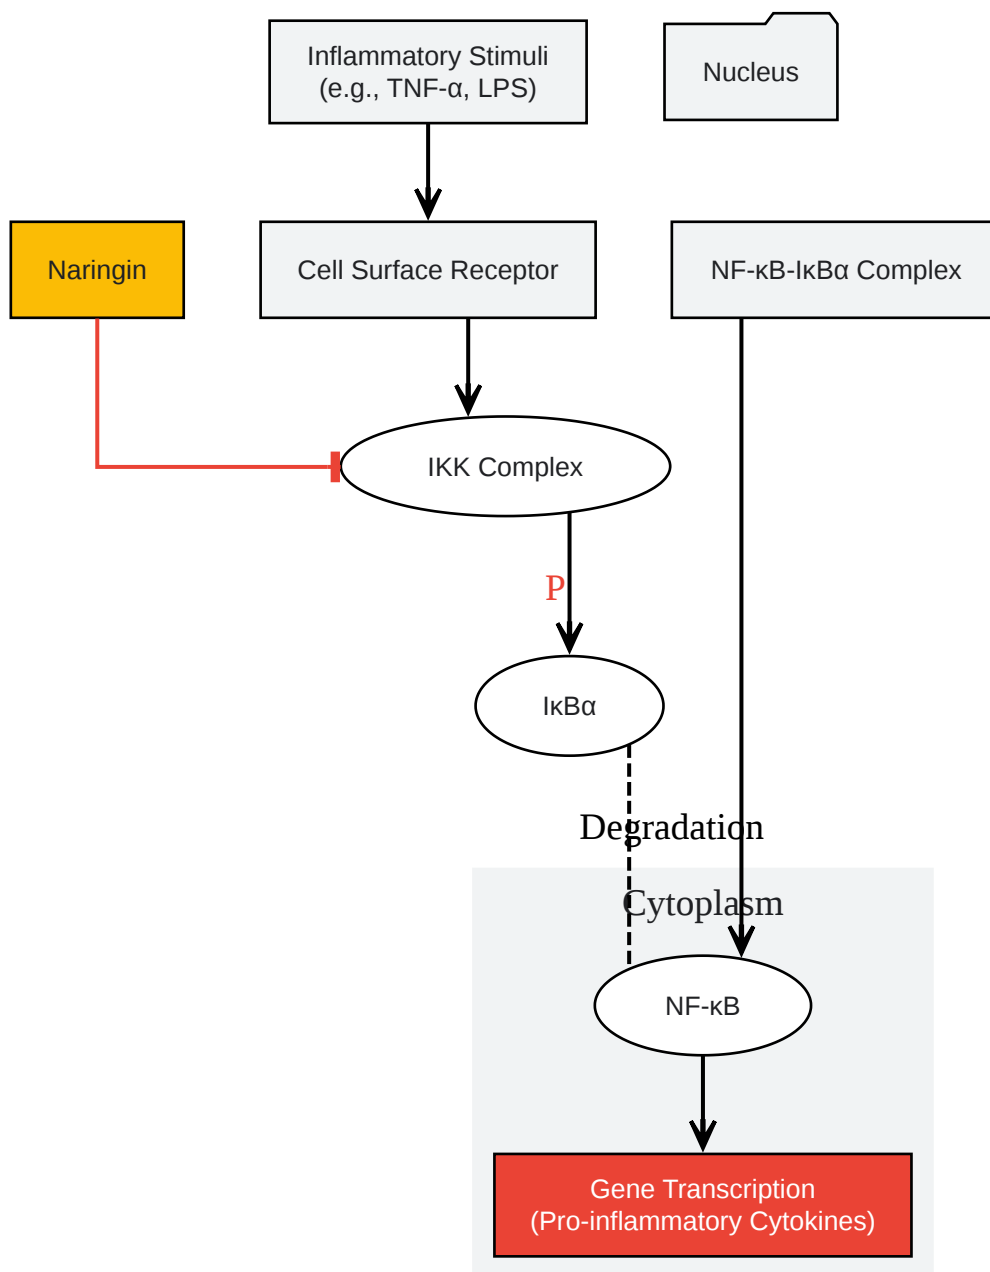 Inflammatory Stimuli
(e.g., TNF-α, LPS)
Nucleus
Naringin
Cell Surface Receptor
NF-κB-IκBα Complex
IKK Complex
P
IκBα
Degradation
Cytoplasm
NF-κB
Gene Transcription
(Pro-inflammatory Cytokines)